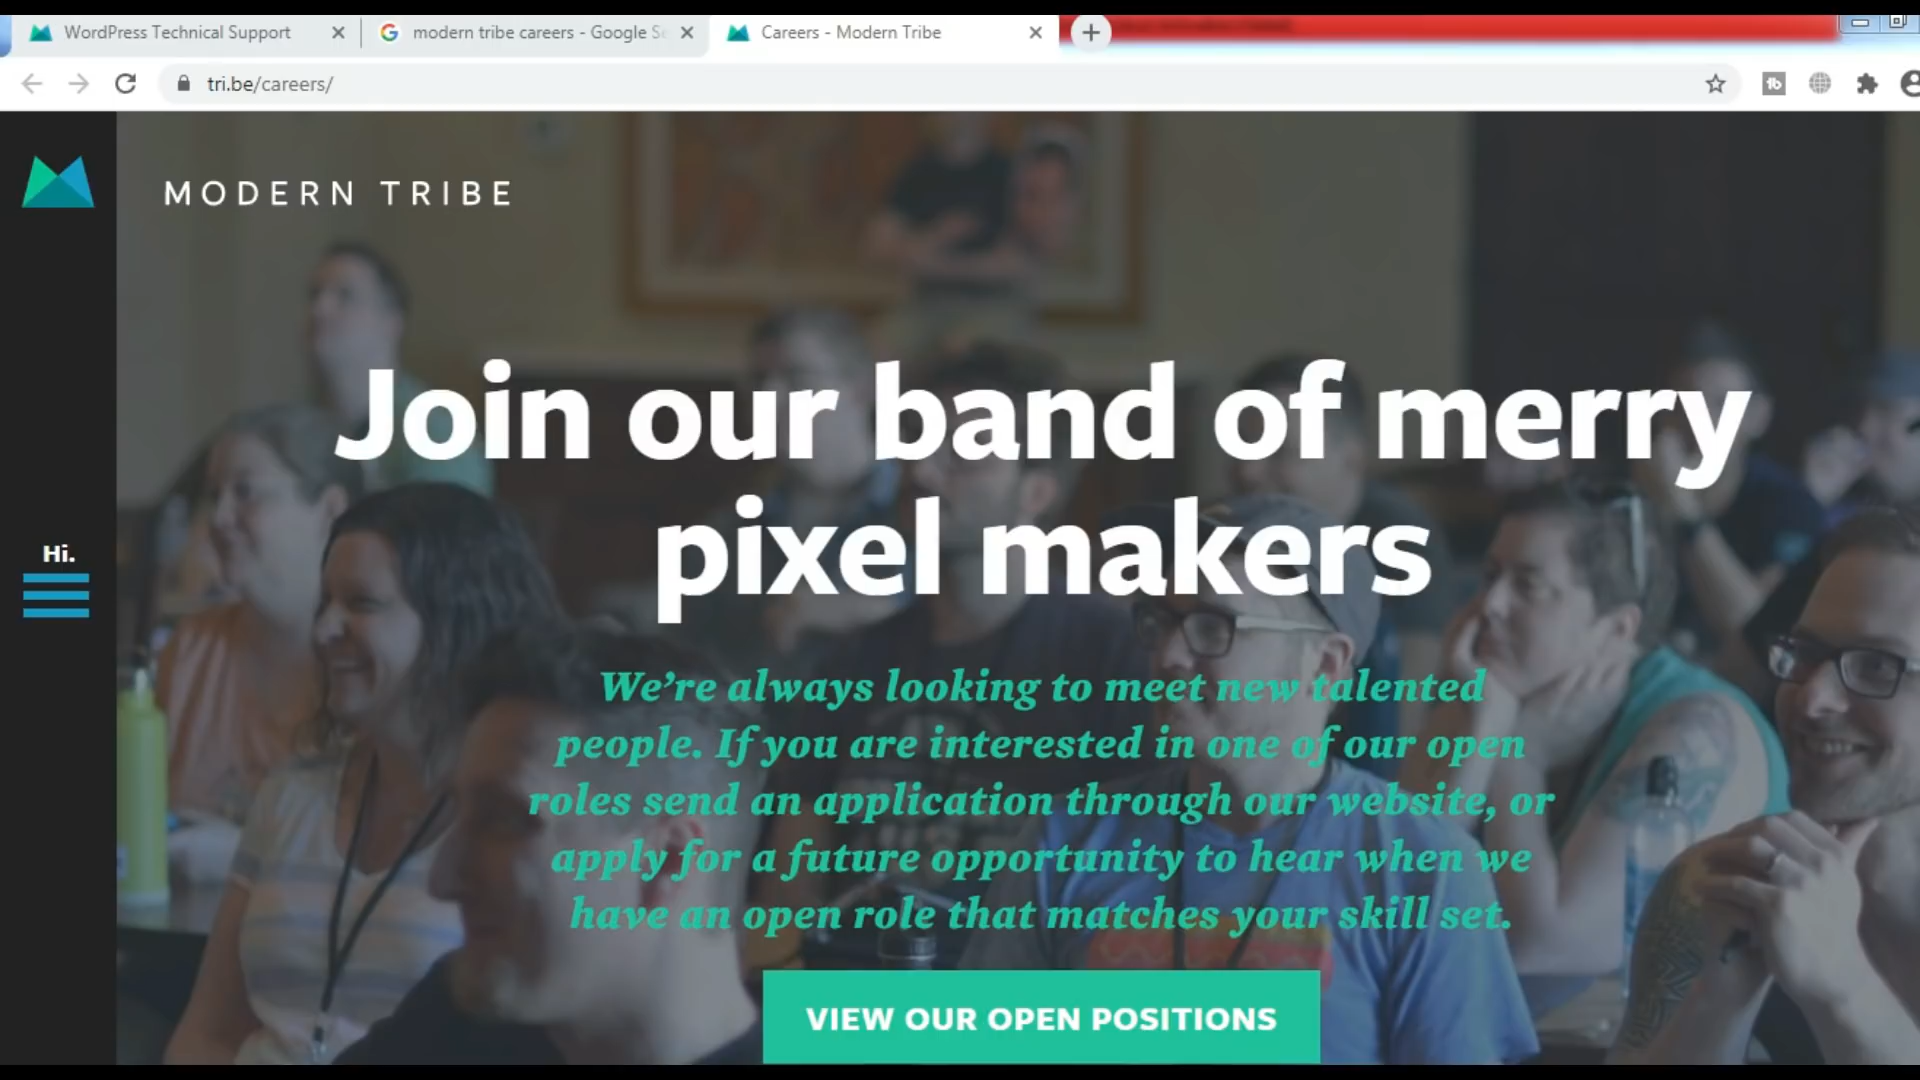 WordPress Technical Support
modern tribe careers - Google Se
Careers - Modern Tribe
tri.be/careers/
MODERN TRIBE
Join our band of merry
pixel makers
Hi.
We're always looking to meet new talented
people. If you are interested in one of our open
roles send an application through our website, or
apply for a future opportunity to hear when we
have an open role that matches your skill set.
VIEW OUR OPEN POSITIONS